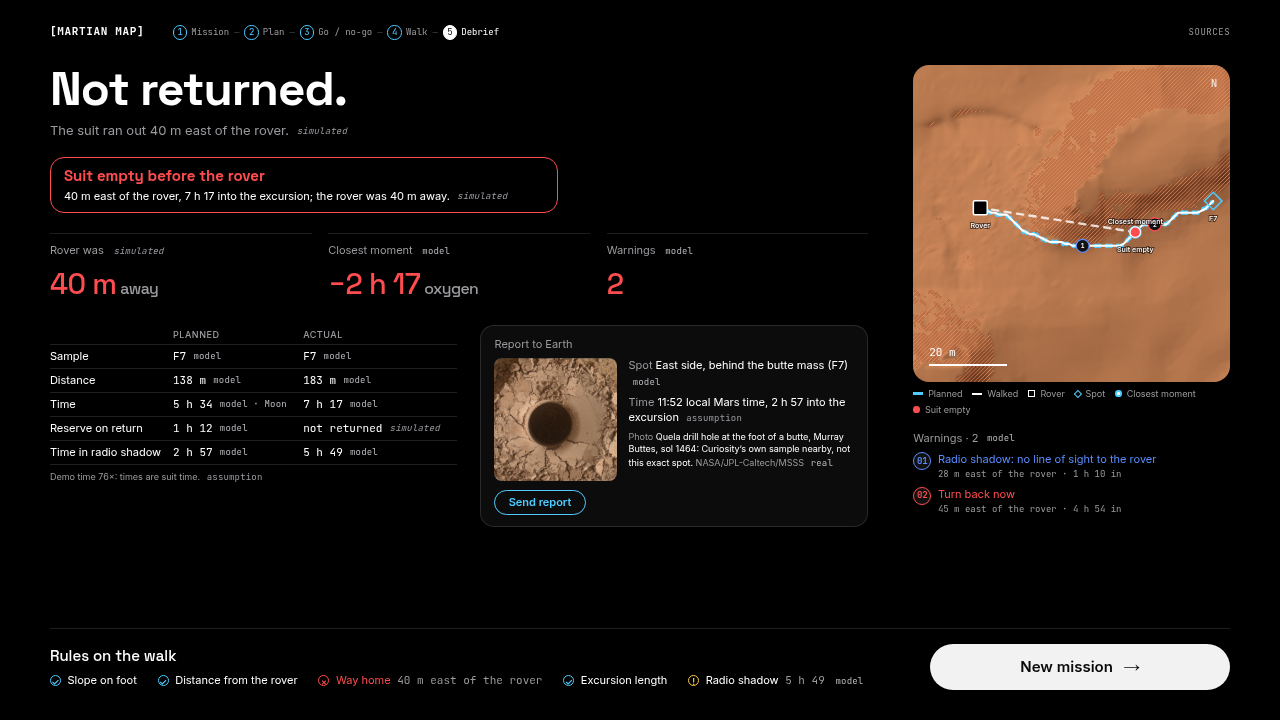 [MARTIAN MAP]
1 Mission — 2 Plan — 3 Go / no-go — 4 Walk — 5 Debrief
SOURCES
Not returned.
The suit ran out 40 m east of the rover. simulated
Suit empty before the rover
40 m east of the rover, 7 h 17 into the excursion; the rover was 40 m away. simulated
Rover was simulated
40 m away
Closest moment model
−2 h 17 oxygen
Warnings model
2
PLANNED ACTUAL
Sample F7 model F7 model
Distance 138 m model 183 m model
Time 5 h 34 model · Moon 7 h 17 model
Reserve on return 1 h 12 model not returned simulated
Time in radio shadow 2 h 57 model 5 h 49 model
Demo time 76×: times are suit time. assumption
Report to Earth
Spot East side, behind the butte mass (F7)
model
Time 11:52 local Mars time, 2 h 57 into the
excursion assumption
Photo Quela drill hole at the foot of a butte, Murray
Buttes, sol 1464: Curiosity's own sample nearby, not
this exact spot. NASA/JPL-Caltech/MSSS real
Send report
N
Rover
1
Closest moment
2
Suit empty
F7
20 m
Planned Walked Rover Spot Closest moment
Suit empty
Warnings · 2 model
01 Radio shadow: no line of sight to the rover
28 m east of the rover · 1 h 10 in
02 Turn back now
45 m east of the rover · 4 h 54 in
Rules on the walk
Slope on foot Distance from the rover Way home 40 m east of the rover Excursion length Radio shadow 5 h 49 model
New mission →